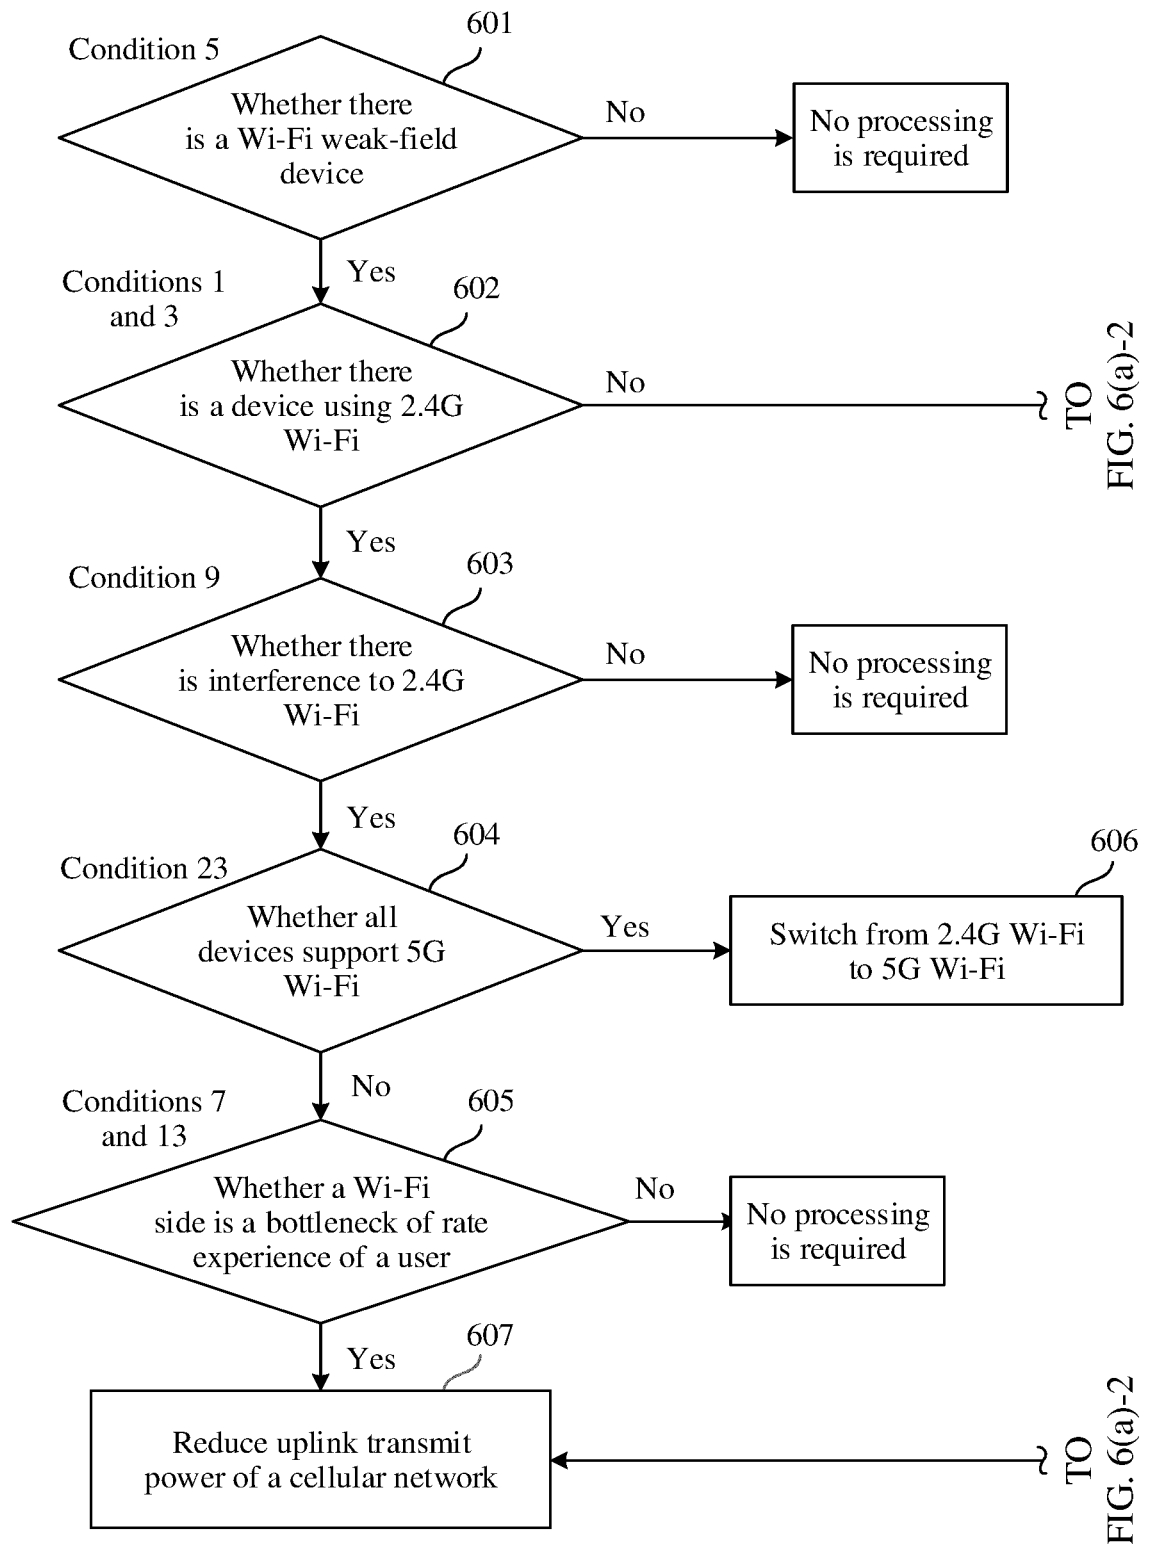 601
Condition 5
Whether there
is a Wi-Fi weak-field
device
No
No processing
is required
Yes
Conditions 1
and 3
602
Whether there
is a device using 2.4G
Wi-Fi
No
TO
FIG. 6(a)-2
Yes
Condition 9
603
Whether there
is interference to 2.4G
Wi-Fi
No
No processing
is required
Yes
Condition 23
604
Whether all
devices support 5G
Wi-Fi
Yes
606
Switch from 2.4G Wi-Fi
to 5G Wi-Fi
No
Conditions 7
and 13
605
Whether a Wi-Fi
side is a bottleneck of rate
experience of a user
No
No processing
is required
Yes
607
Reduce uplink transmit
power of a cellular network
TO
FIG. 6(a)-2